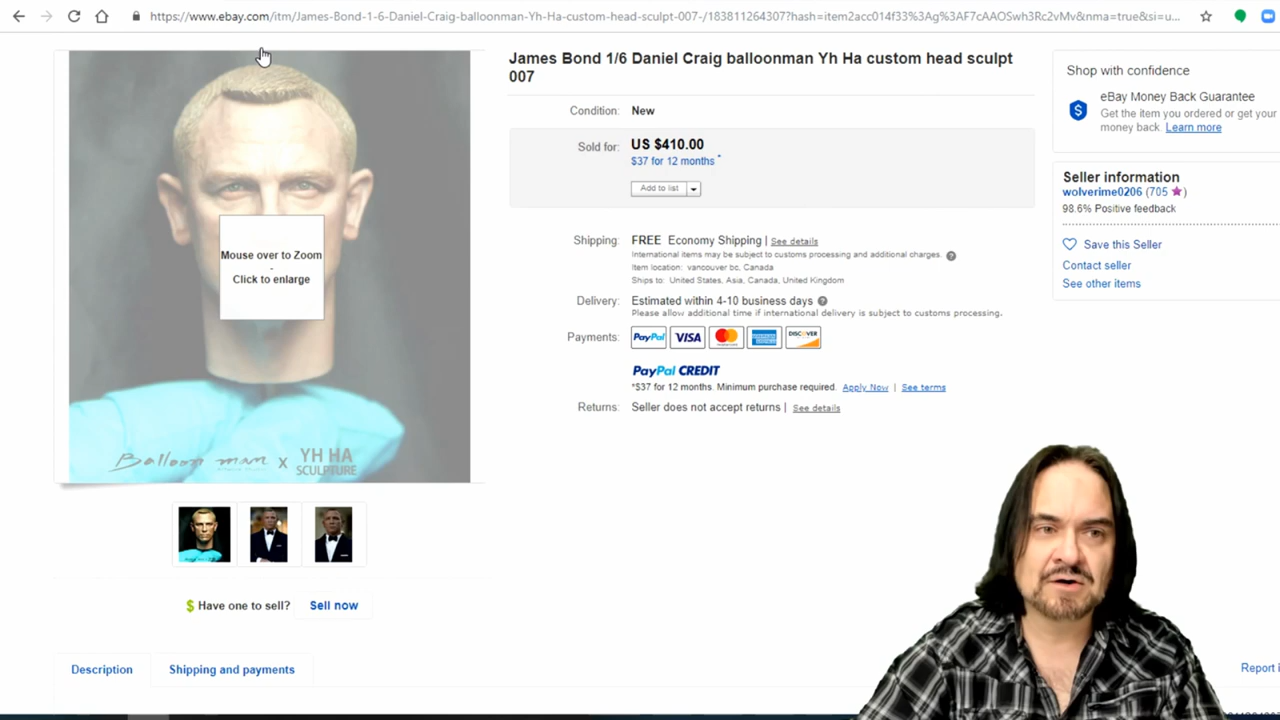 https://www.ebay.com/itm/James-Bond-1-6-Daniel-Craig-balloonman-Yh-Ha-custom-head-sculpt-007-/183811264307?hash=item2acc014f33%3Ag%3AF7cAAOSwh3Rc2vMv&nma=true&si=u...
James Bond 1/6 Daniel Craig balloonman Yh Ha custom head sculpt
007
Condition: New
Sold for: US $410.00
$37 for 12 months *
Add to list
Shipping: FREE Economy Shipping | See details
International items may be subject to customs processing and additional charges. ?
Item location: vancouver bc, Canada
Ships to: United States, Asia, Canada, United Kingdom
Delivery: Estimated within 4-10 business days ?
Please allow additional time if international delivery is subject to customs processing.
Payments: PayPal VISA mastercard AMERICAN EXPRESS DISCOVER
PayPal CREDIT
*$37 for 12 months. Minimum purchase required. Apply Now | See terms
Returns: Seller does not accept returns | See details
Shop with confidence
$ eBay Money Back Guarantee
Get the item you ordered or get your
money back. Learn more
Seller information
wolverime0206 (705 )
98.6% Positive feedback
Save this Seller
Contact seller
See other items
Mouse over to Zoom
-
Click to enlarge
Balloon man x YH HA
SCULPTURE
$ Have one to sell? Sell now
Description Shipping and payments
Report i